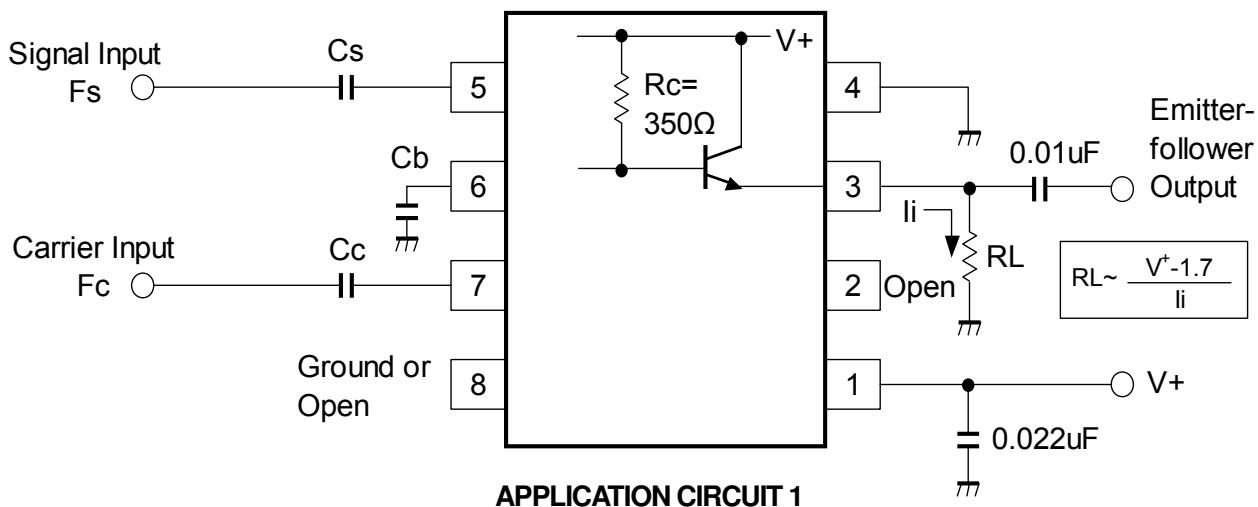 Signal Input
Fs
Cs
5
V+
Rc=
350Ω
4
Emitter-
follower
Output
0.01uF
Cb
6
3
Ii
RL
RL~ V+-1.7
Ii
Carrier Input
Fc
Cc
7
2
Open
Ground or
Open
8
1
V+
0.022uF
APPLICATION CIRCUIT 1